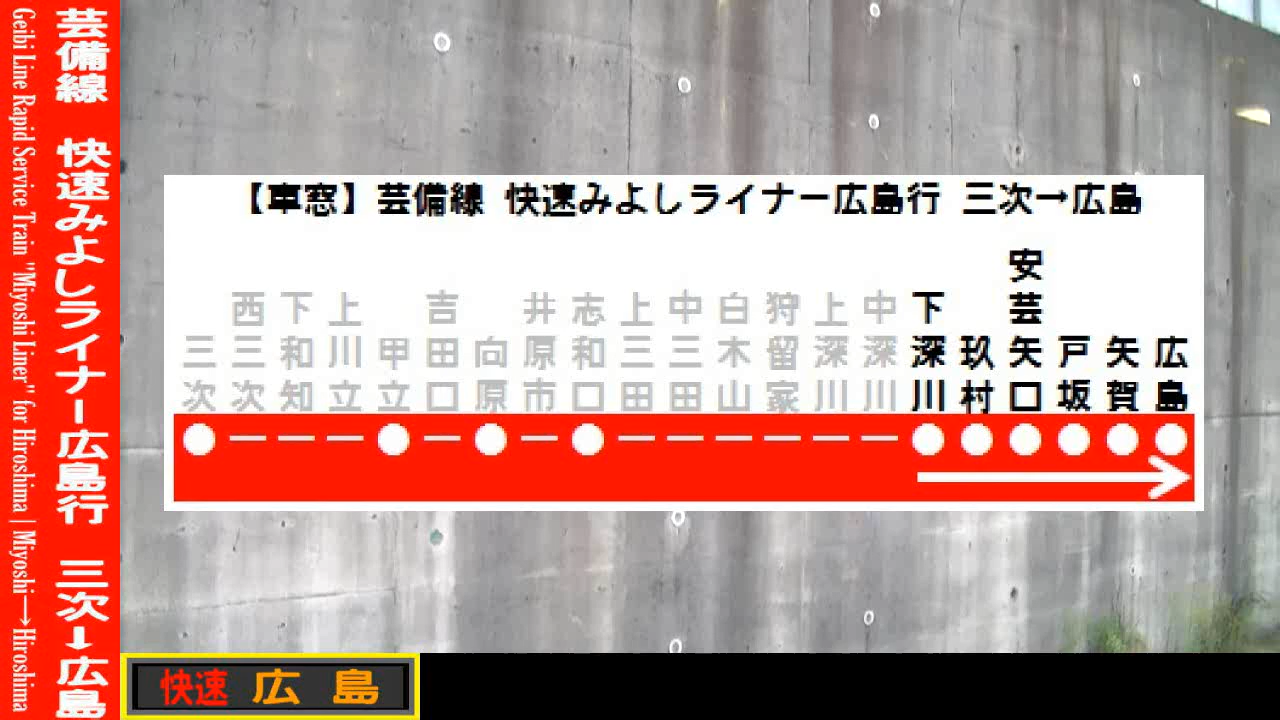 芸備線 快速みよしライナー広島行 三次→広島
Geibi Line Rapid Service Train "Miyoshi Liner" for Hiroshima | Miyoshi→Hiroshima
【車窓】芸備線 快速みよしライナー広島行 三次→広島
三次
西三次
下和知
上川立
甲立
吉田口
向原
井原市
志和口
上三田
中三田
白木山
狩留家
上深川
中深川
下深川
玖村
安芸矢口
戸坂
矢賀
広島
快速 広島